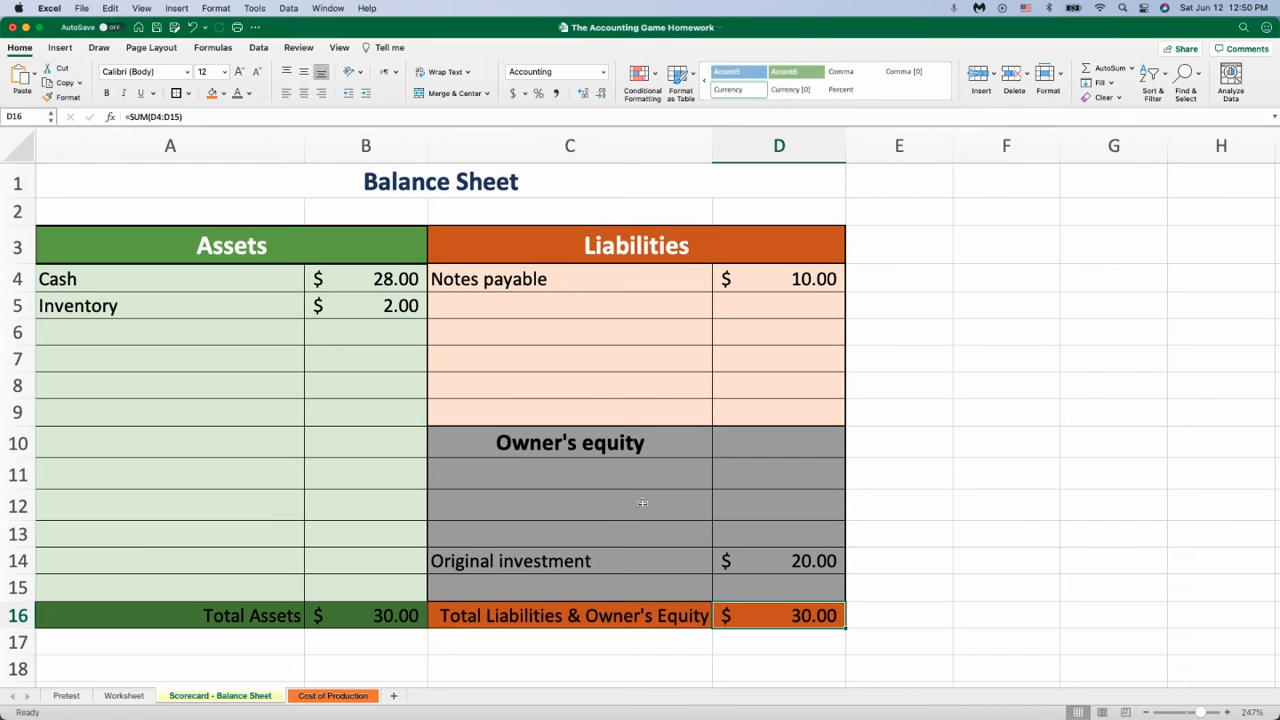 Excel File Edit View Insert Format Tools Data Window Help Sat Jun 12 12:50 PM
AutoSave OFF The Accounting Game Homework
Home Insert Draw Page Layout Formulas Data Review View Tell me Share Comments
Cut
Copy
Format
Paste
Calibri (Body) 12
B I U
Wrap Text
Merge & Center
Accounting
$ % 
Conditional Formatting
Format as Table
Accent5 Accent6 Comma Comma [0]
Currency Currency [0] Percent
Insert Delete Format
AutoSum
Fill
Clear
Sort & Filter
Find & Select
Analyze Data
D16 fx =SUM(D4:D15)
A B C D E F G H
1 Balance Sheet
2
3 Assets Liabilities
4 Cash $ 28.00 Notes payable $ 10.00
5 Inventory $ 2.00
6
7
8
9
10 Owner's equity
11
12
13
14 Original investment $ 20.00
15
16 Total Assets $ 30.00 Total Liabilities & Owner's Equity $ 30.00
17
18
Pretest Worksheet Scorecard - Balance Sheet Cost of Production +
Ready 247%